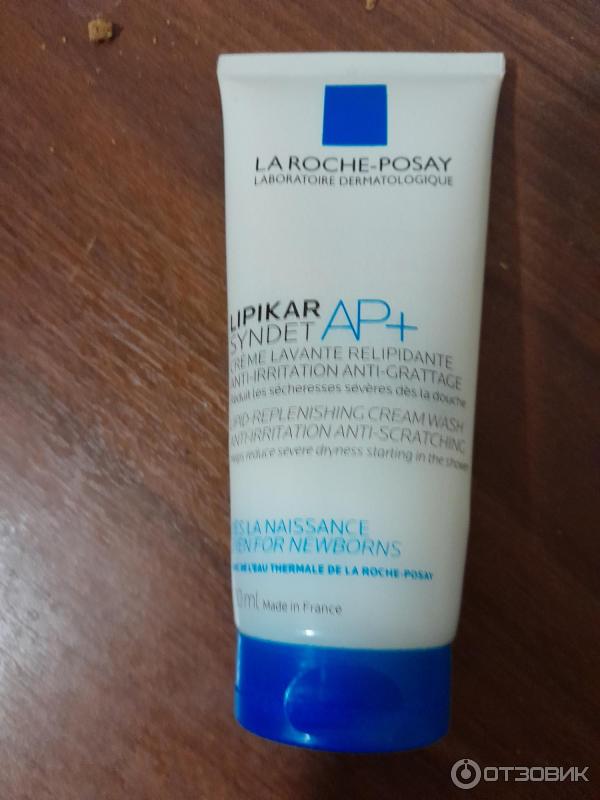 LA ROCHE-POSAY
LABORATOIRE DERMATOLOGIQUE
LIPIKAR
SYNDET AP+
CRÈME LAVANTE RELIPIDANTE
ANTI-IRRITATION ANTI-GRATTAGE
Réduit les sécheresses sévères dès la douche
LIPID-REPLENISHING CREAM WASH
ANTI-IRRITATION ANTI-SCRATCHING
Helps reduce severe dryness starting in the shower
DÈS LA NAISSANCE
EVEN FOR NEWBORNS
DE L'EAU THERMALE DE LA ROCHE-POSAY
ml Made in France
ОТЗОВИК